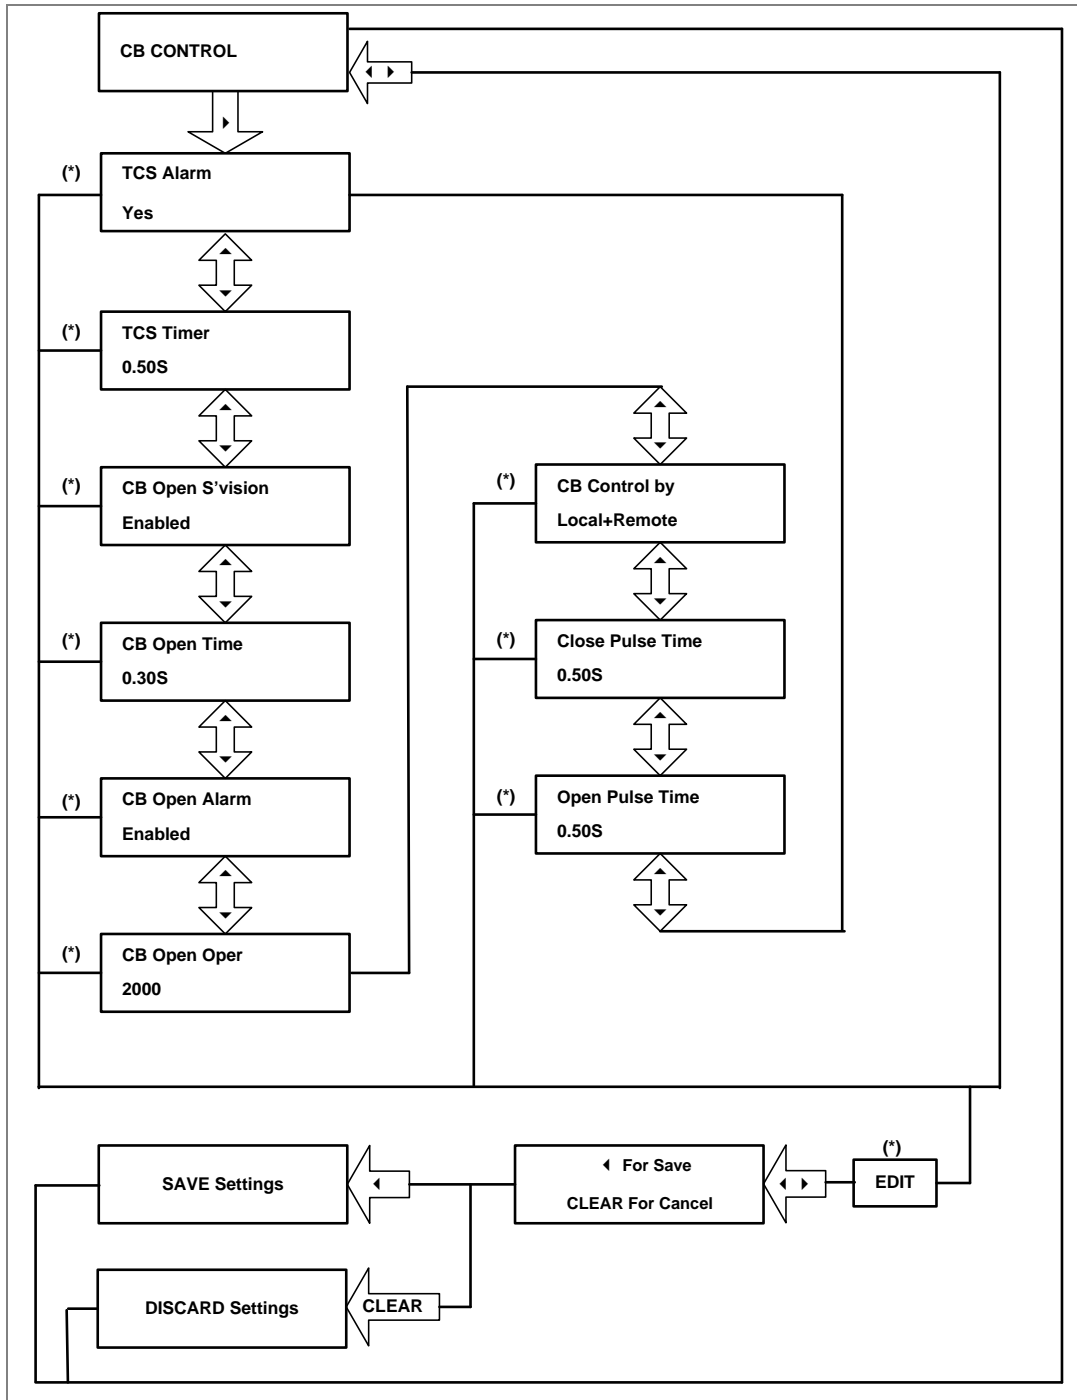 CB CONTROL
(*)
TCS Alarm
Yes
(*)
TCS Timer
0.50S
(*)
CB Open S’vision
Enabled
(*)
CB Open Time
0.30S
(*)
CB Open Alarm
Enabled
(*)
CB Open Oper
2000
(*)
CB Control by
Local+Remote
(*)
Close Pulse Time
0.50S
(*)
Open Pulse Time
0.50S
(*)
EDIT
For Save
CLEAR For Cancel
SAVE Settings
CLEAR
DISCARD Settings